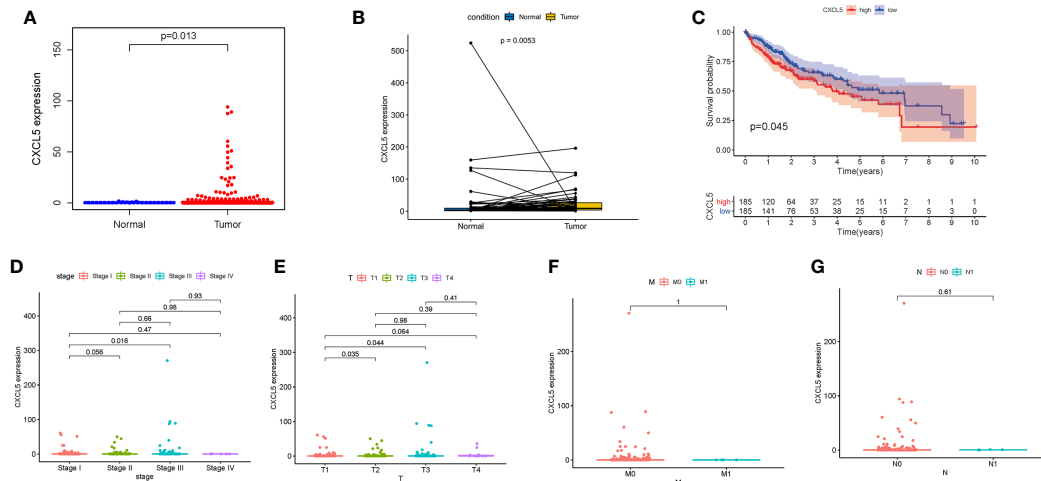 A
CXCL5 expression
150
100
50
0
p=0.013
Normal
Tumor
B
condition Normal Tumor
p = 0.0053
CXCL5 expression
500
400
300
200
100
0
Normal
Tumor
C
CXCL5 high low
Survival probability
1.00
0.75
0.50
0.25
0.00
p=0.045
0 1 2 3 4 5 6 7 8 9 10
Time(years)
CXCL5
high 185 120 64 37 25 15 11 2 1 1 1
low 185 141 76 53 38 25 15 7 5 3 0
0 1 2 3 4 5 6 7 8 9 10
Time(years)
D
stage Stage I Stage II Stage III Stage IV
CXCL5 expression
400
300
200
100
0
0.93
0.98
0.66
0.47
0.016
0.056
Stage I
Stage II
Stage III
Stage IV
stage
E
T T1 T2 T3 T4
CXCL5 expression
400
300
200
100
0
0.41
0.39
0.98
0.064
0.044
0.035
T1
T2
T3
T4
T
F
M M0 M1
CXCL5 expression
200
100
0
1
M0
M1
G
N N0 N1
CXCL5 expression
200
100
0
0.61
N0
N1
N